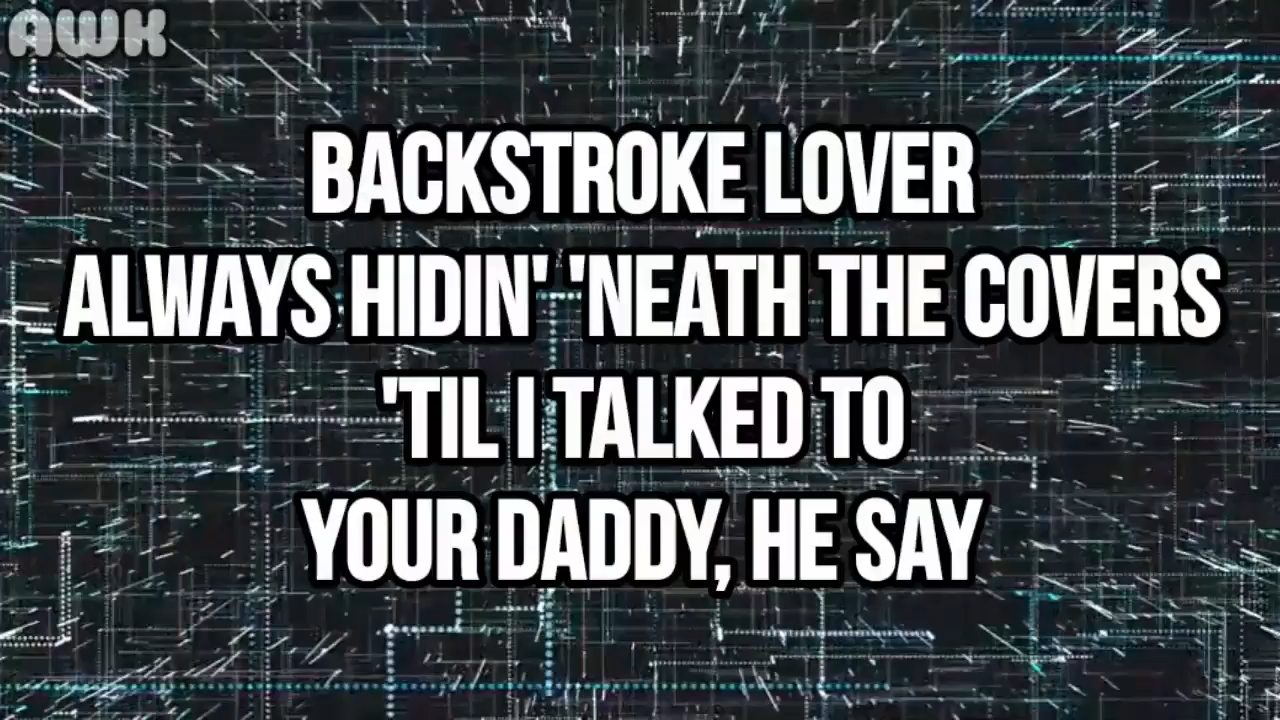 AWK
BACKSTROKE LOVER
ALWAYS HIDIN' 'NEATH THE COVERS
'TIL I TALKED TO
YOUR DADDY, HE SAY